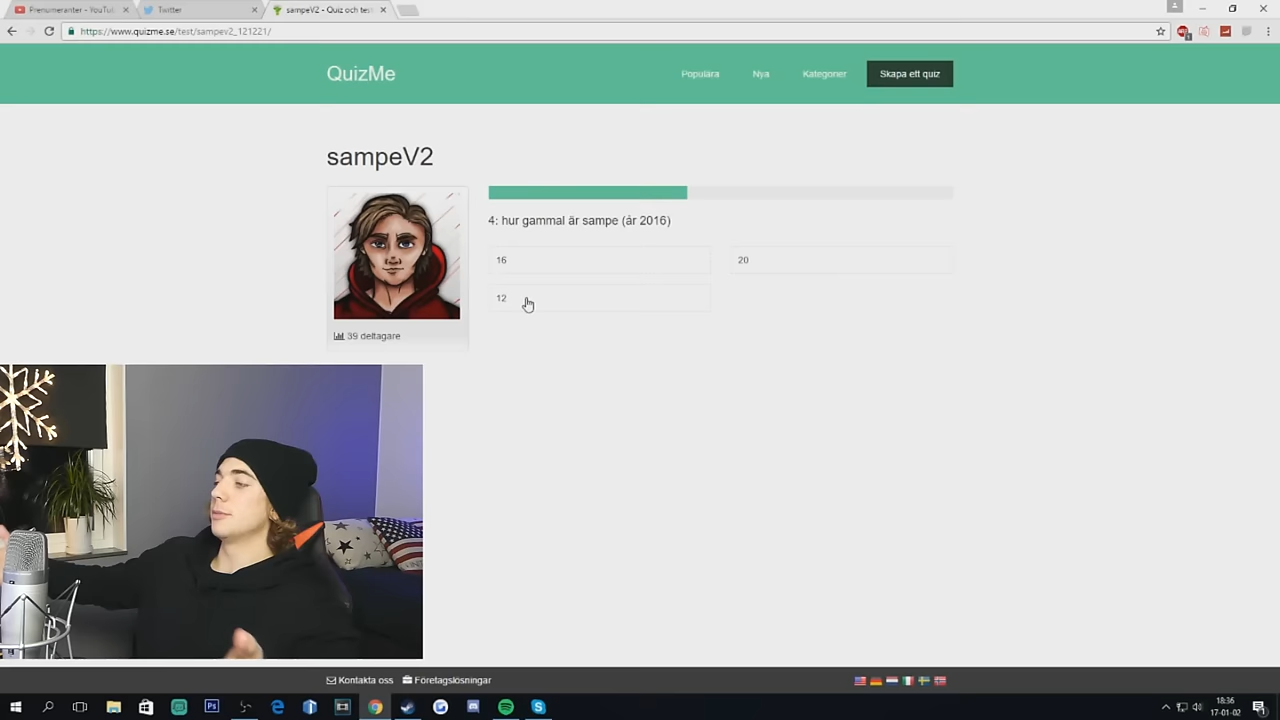 Prenumeranter - YouTu
Twitter
sampeV2 - Quiz och test
https://www.quizme.se/test/sampev2_121221/
QuizMe
Populära
Nya
Kategorier
Skapa ett quiz
sampeV2
4: hur gammal är sampe (år 2016)
16
20
12
39 deltagare
Kontakta oss
Företagslösningar
18:36
17-01-02